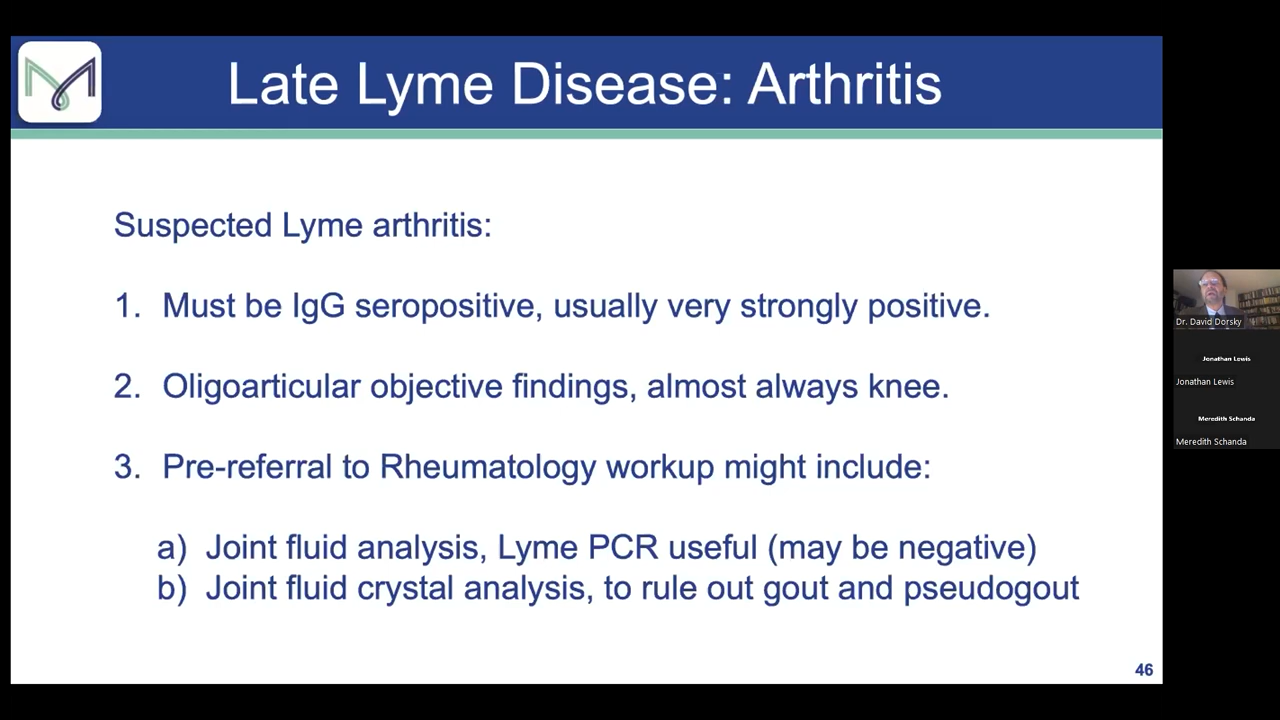 Late Lyme Disease: Arthritis
Suspected Lyme arthritis:
1. Must be IgG seropositive, usually very strongly positive.
2. Oligoarticular objective findings, almost always knee.
3. Pre-referral to Rheumatology workup might include:
a) Joint fluid analysis, Lyme PCR useful (may be negative)
b) Joint fluid crystal analysis, to rule out gout and pseudogout
46
Dr. David Dorsky
Jonathan Lewis
Jonathan Lewis
Meredith Schanda
Meredith Schanda